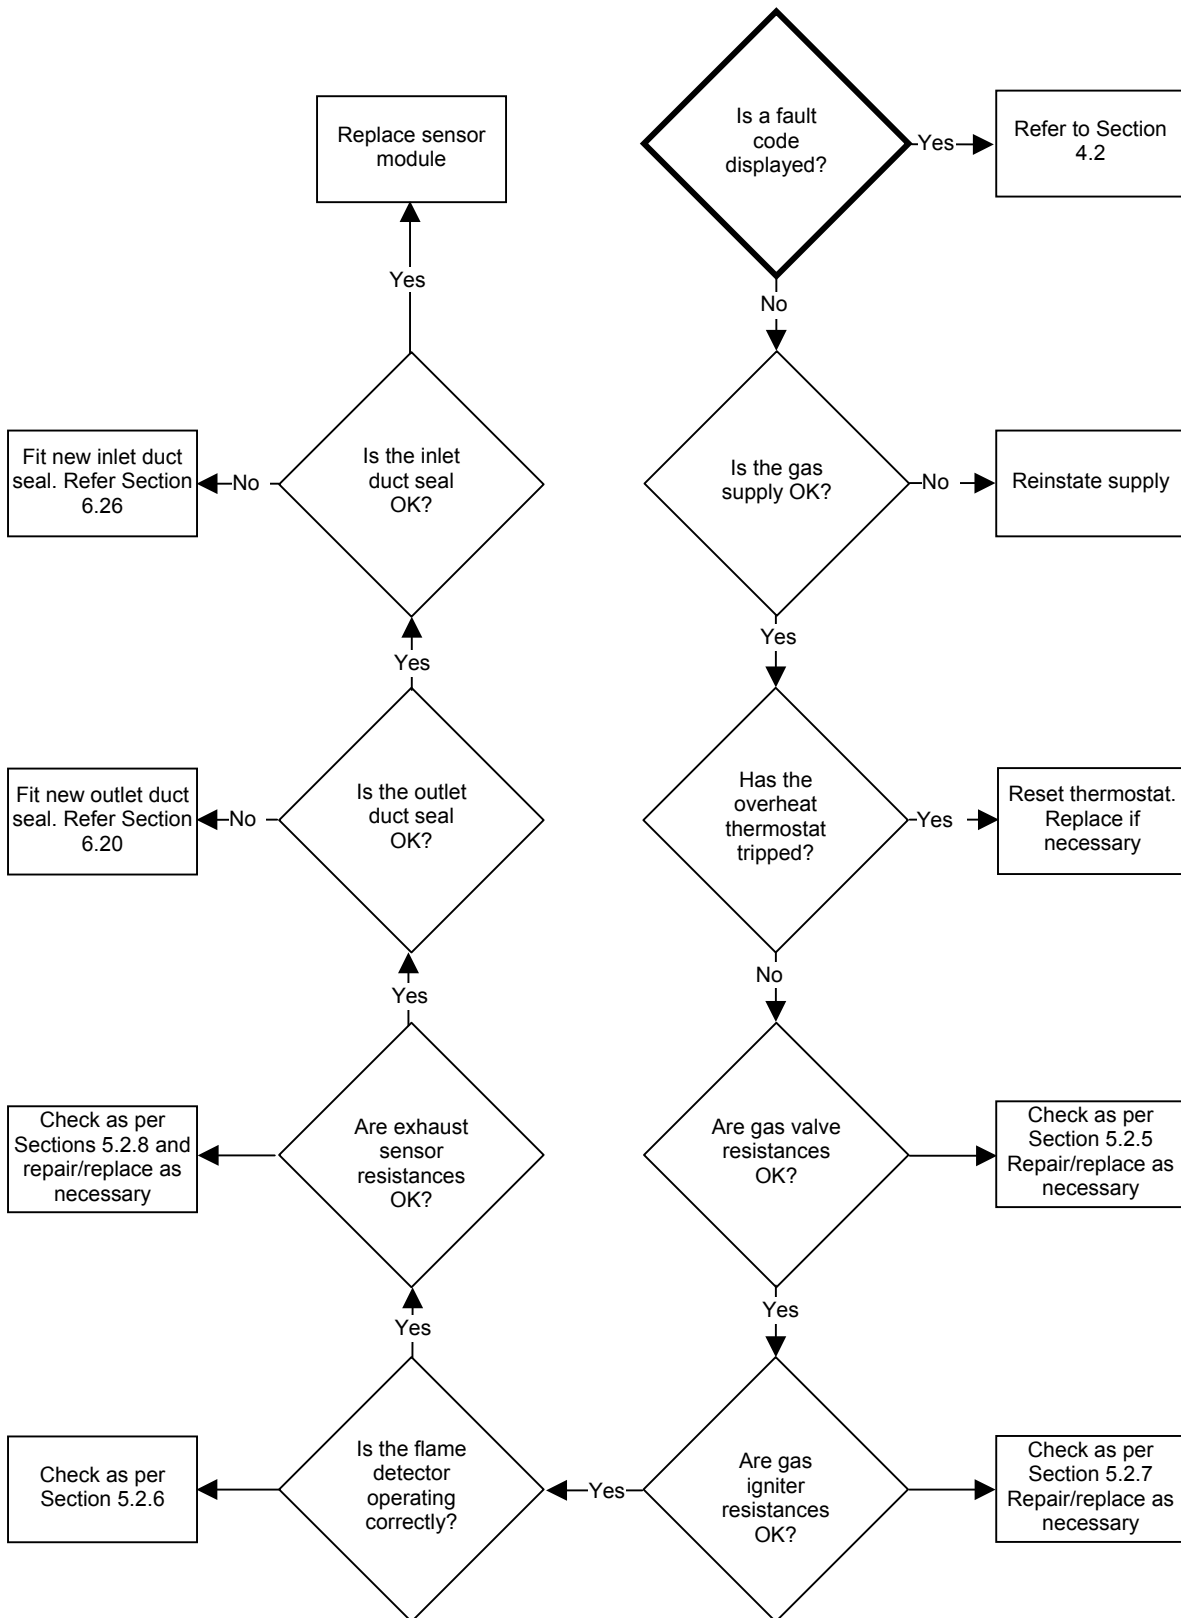 Is a fault
code
displayed?
Yes
Refer to Section
4.2
No
Is the gas
supply OK?
No
Reinstate supply
Yes
Has the
overheat
thermostat
tripped?
Yes
Reset thermostat.
Replace if
necessary
No
Are gas valve
resistances
OK?
Check as per
Section 5.2.5
Repair/replace as
necessary
Yes
Are gas
igniter
resistances
OK?
Check as per
Section 5.2.7
Repair/replace as
necessary
Yes
Is the flame
detector
operating
correctly?
Check as per
Section 5.2.6
Yes
Are exhaust
sensor
resistances
OK?
Check as per
Sections 5.2.8 and
repair/replace as
necessary
Yes
Is the outlet
duct seal
OK?
No
Fit new outlet duct
seal. Refer Section
6.20
Yes
Is the inlet
duct seal
OK?
No
Fit new inlet duct
seal. Refer Section
6.26
Yes
Replace sensor
module